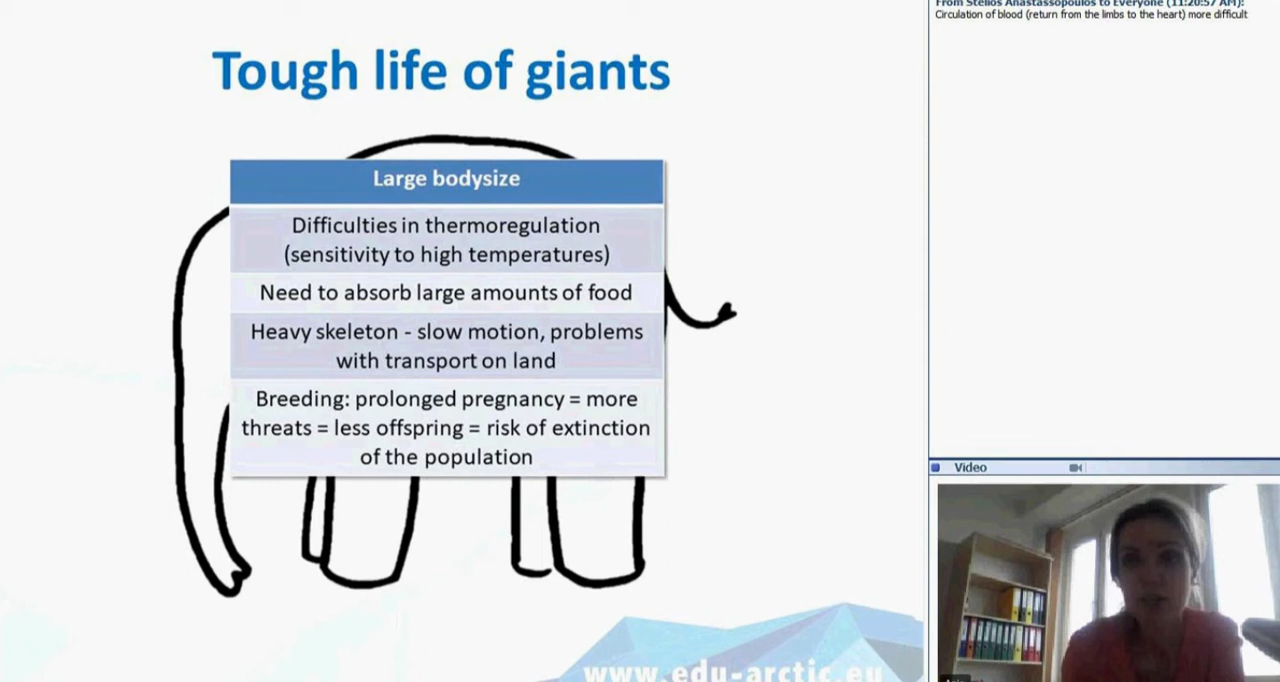 Tough life of giants
Large bodysize
Difficulties in thermoregulation
(sensitivity to high temperatures)
Need to absorb large amounts of food
Heavy skeleton - slow motion, problems
with transport on land
Breeding: prolonged pregnancy = more
threats = less offspring = risk of extinction
of the population
www.edu-arctic.eu
From Stelios Anastassopoulos to Everyone (11:20:57 AM):
Circulation of blood (return from the limbs to the heart) more difficult
Video